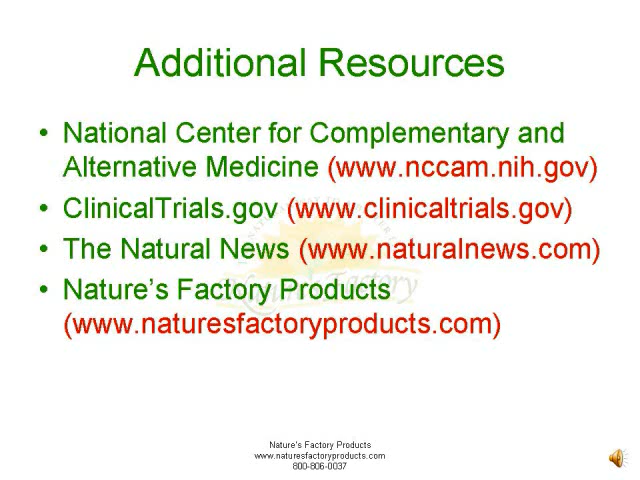 Additional Resources
• National Center for Complementary and
Alternative Medicine (www.nccam.nih.gov)
• ClinicalTrials.gov (www.clinicaltrials.gov)
• The Natural News (www.naturalnews.com)
• Nature's Factory Products
(www.naturesfactoryproducts.com)
Nature's Factory
Nature's Factory Products
www.naturesfactoryproducts.com
800-806-0037